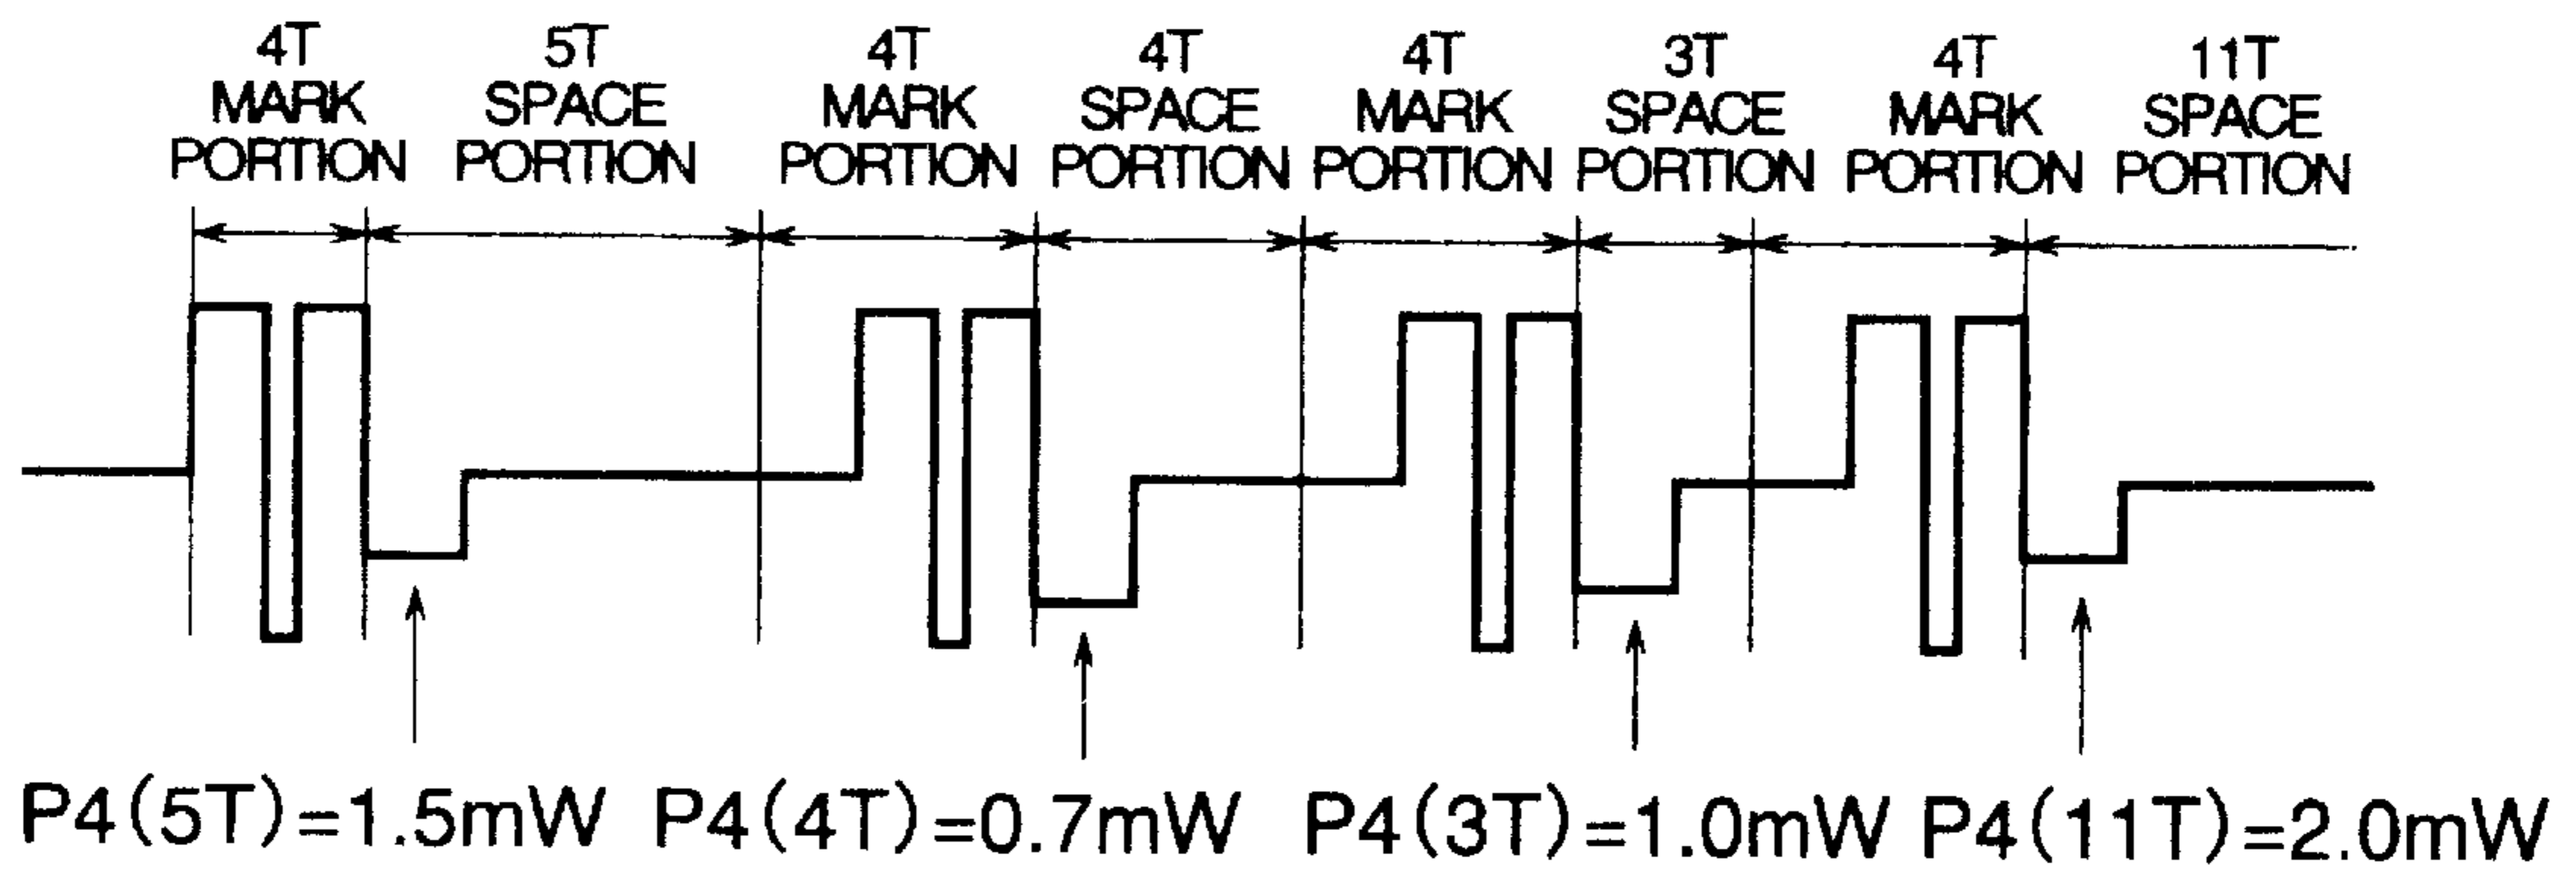 4T
MARK
PORTION
5T
SPACE
PORTION
4T
MARK
PORTION
4T
SPACE
PORTION
4T
MARK
PORTION
3T
SPACE
PORTION
4T
MARK
PORTION
11T
SPACE
PORTION
P4(5T)=1.5mW
P4(4T)=0.7mW
P4(3T)=1.0mW
P4(11T)=2.0mW